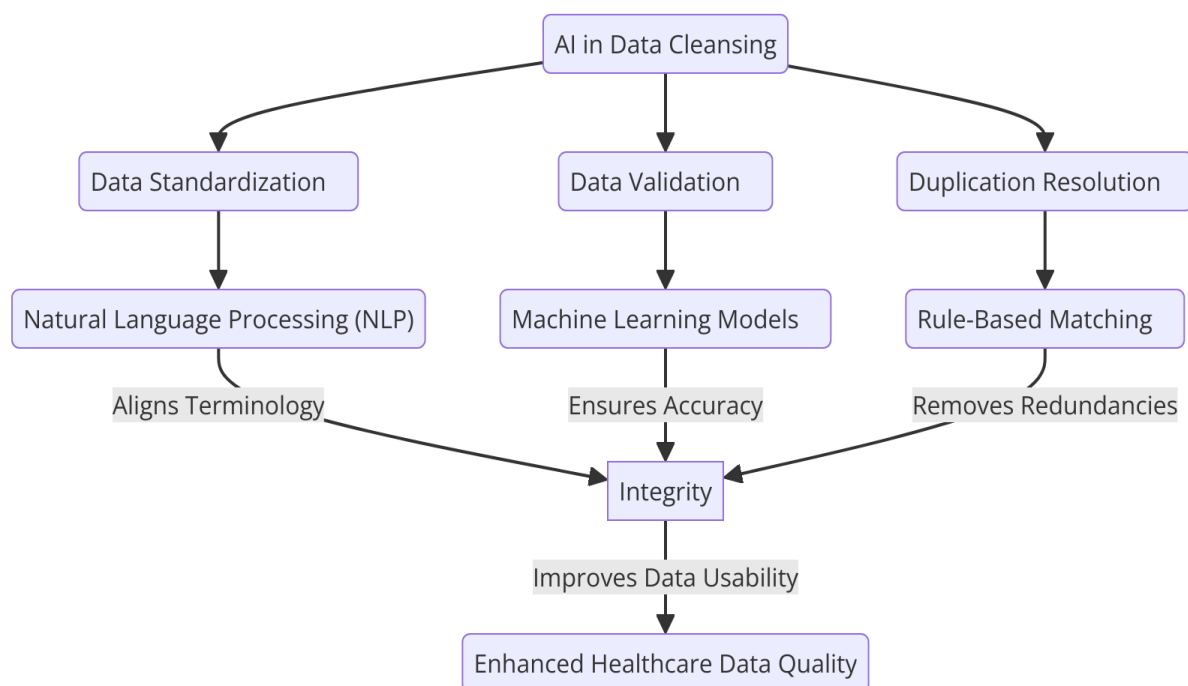 AI in Data Cleansing
Data Standardization
Data Validation
Duplication Resolution
Natural Language Processing (NLP)
Machine Learning Models
Rule-Based Matching
Aligns Terminology
Ensures Accuracy
Removes Redundancies
Integrity
Improves Data Usability
Enhanced Healthcare Data Quality